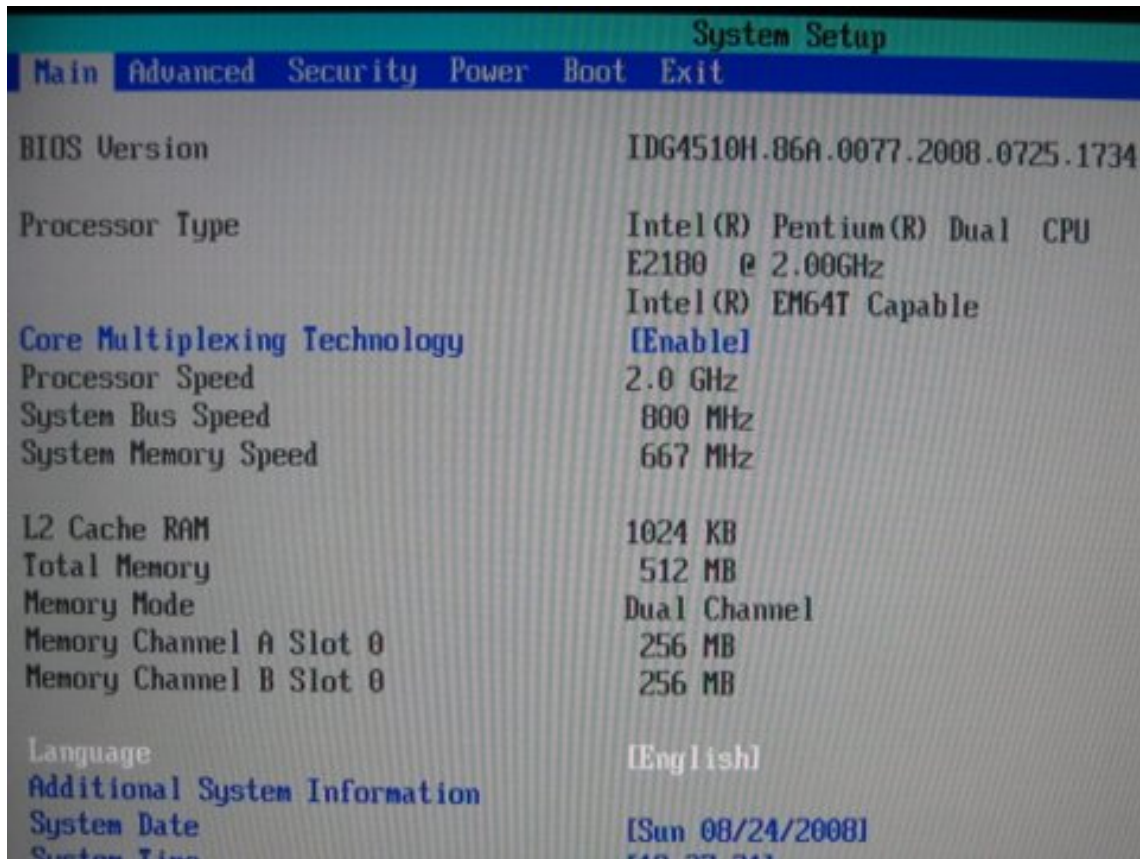 System Setup
Main Advanced Security Power Boot Exit
BIOS Version IDG4510H.86A.0077.2008.0725.1734
Processor Type Intel(R) Pentium(R) Dual CPU
E2180 @ 2.00GHz
Intel(R) EM64T Capable
Core Multiplexing Technology [Enable]
Processor Speed 2.0 GHz
System Bus Speed 800 MHz
System Memory Speed 667 MHz
L2 Cache RAM 1024 KB
Total Memory 512 MB
Memory Mode Dual Channel
Memory Channel A Slot 0 256 MB
Memory Channel B Slot 0 256 MB
Language [English]
Additional System Information
System Date [Sun 08/24/2008]
System Time